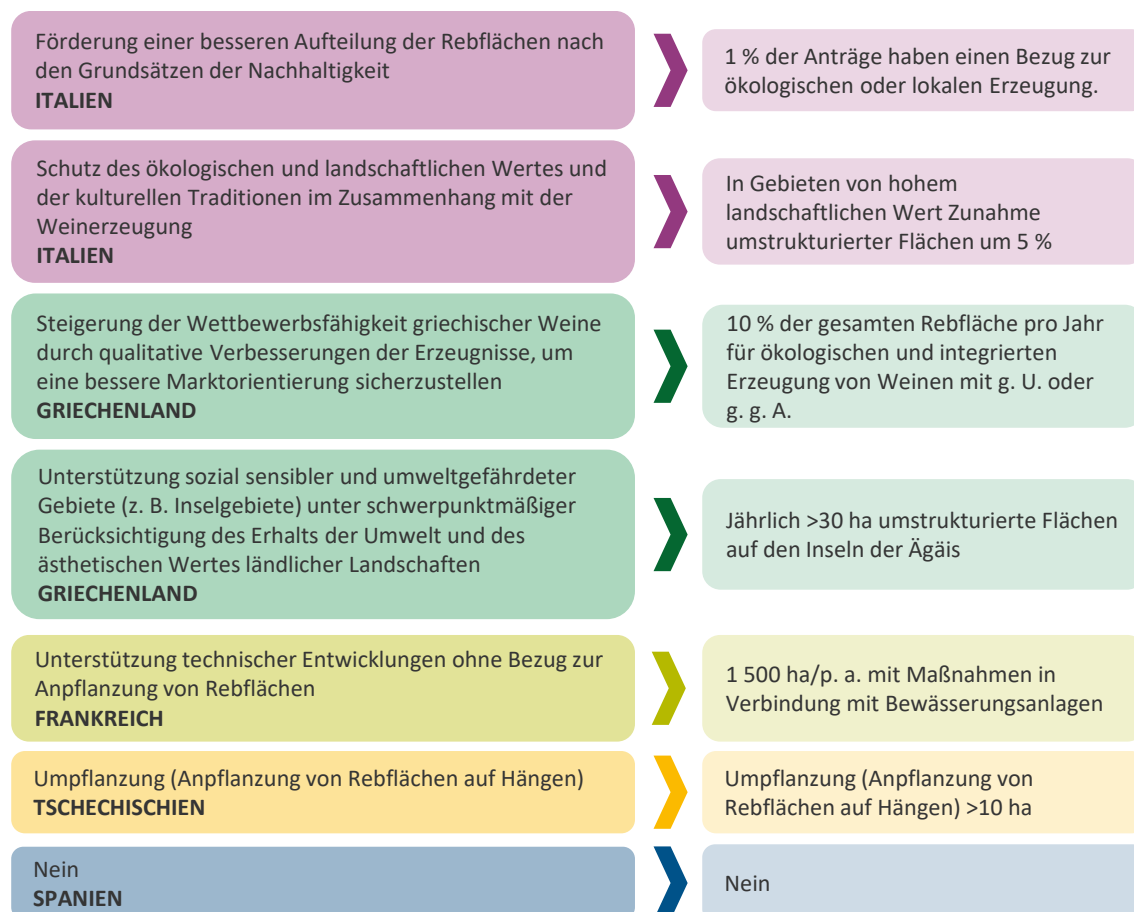 Förderung einer besseren Aufteilung der Rebflächen nach
den Grundsätzen der Nachhaltigkeit
ITALIEN
1 % der Anträge haben einen Bezug zur
ökologischen oder lokalen Erzeugung.
Schutz des ökologischen und landschaftlichen Wertes und
der kulturellen Traditionen im Zusammenhang mit der
Weinerzeugung
ITALIEN
In Gebieten von hohem
landschaftlichen Wert Zunahme
umstrukturierter Flächen um 5 %
Steigerung der Wettbewerbsfähigkeit griechischer Weine
durch qualitative Verbesserungen der Erzeugnisse, um
eine bessere Marktorientierung sicherzustellen
GRIECHENLAND
10 % der gesamten Rebfläche pro Jahr
für ökologischen und integrierten
Erzeugung von Weinen mit g. U. oder
g. g. A.
Unterstützung sozial sensibler und umweltgefährdeter
Gebiete (z. B. Inselgebiete) unter schwerpunktmäßiger
Berücksichtigung des Erhalts der Umwelt und des
ästhetischen Wertes ländlicher Landschaften
GRIECHENLAND
Jährlich >30 ha umstrukturierte Flächen
auf den Inseln der Ägäis
Unterstützung technischer Entwicklungen ohne Bezug zur
Anpflanzung von Rebflächen
FRANKREICH
1 500 ha/p. a. mit Maßnahmen in
Verbindung mit Bewässerungsanlagen
Umpflanzung (Anpflanzung von Rebflächen auf Hängen)
TSCHECHISCHIEN
Umpflanzung (Anpflanzung von
Rebflächen auf Hängen) >10 ha
Nein
SPANIEN
Nein